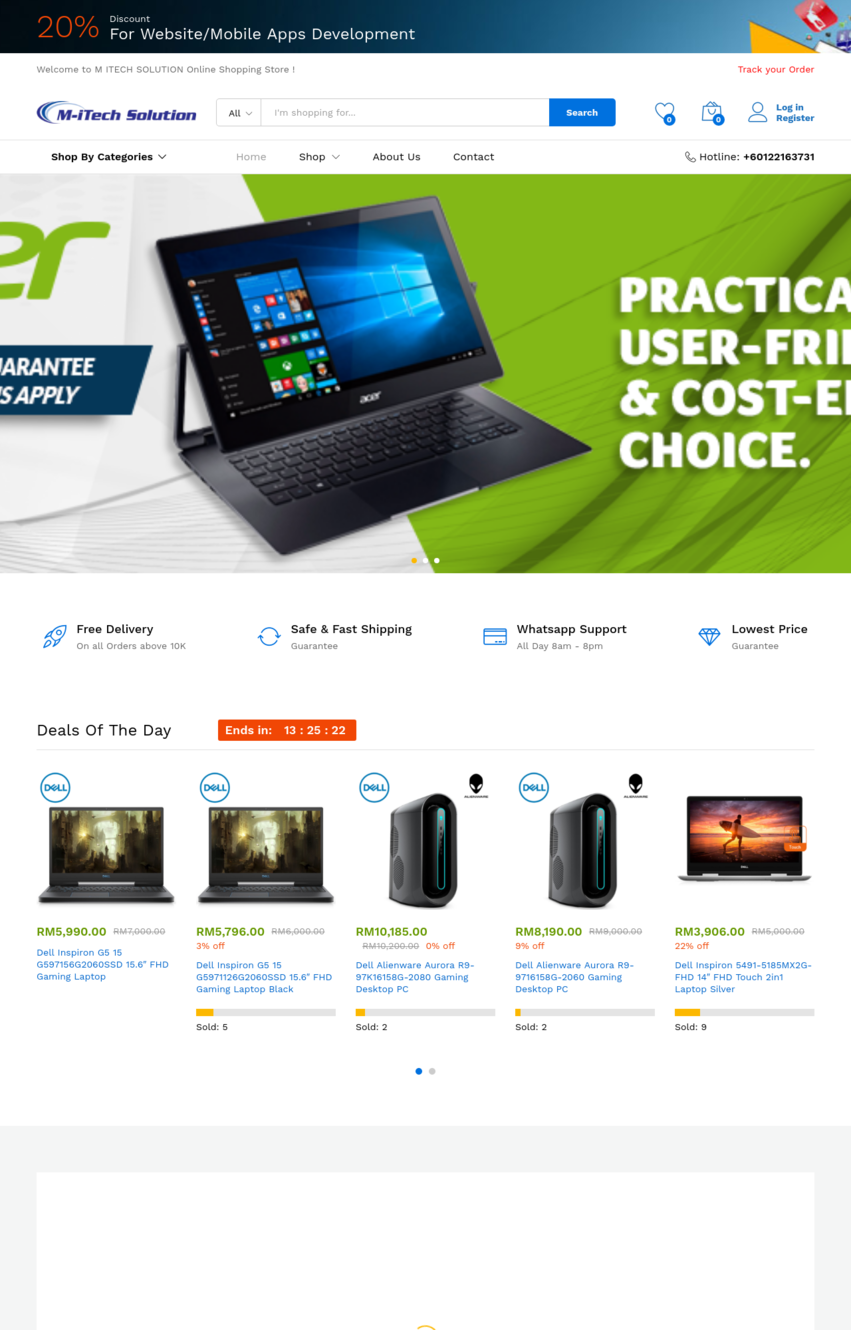 20%
Discount
For Website/Mobile Apps Development
Welcome to M ITECH SOLUTION Online Shopping Store !
Track your Order
M-iTech Solution
All
I'm shopping for...
Search
0
0
Log in
Register
Shop By Categories
Home
Shop
About Us
Contact
Hotline: +60122163731
er
UARANTEE
S APPLY
acer
PRACTICA
USER-FRI
& COST-E
CHOICE.
Free Delivery
On all Orders above 10K
Safe & Fast Shipping
Guarantee
Whatsapp Support
All Day 8am - 8pm
Lowest Price
Guarantee
Deals Of The Day
Ends in: 13 : 25 : 22
DELL
RM5,990.00 RM7,000.00
Dell Inspiron G5 15
G597156G2060SSD 15.6" FHD
Gaming Laptop
DELL
RM5,796.00 RM6,000.00
3% off
Dell Inspiron G5 15
G5971126G2060SSD 15.6" FHD
Gaming Laptop Black
Sold: 5
DELL
ALIENWARE
RM10,185.00
RM10,200.00 0% off
Dell Alienware Aurora R9-
97K16158G-2080 Gaming
Desktop PC
Sold: 2
DELL
ALIENWARE
RM8,190.00 RM9,000.00
9% off
Dell Alienware Aurora R9-
9716158G-2060 Gaming
Desktop PC
Sold: 2
Touch
RM3,906.00 RM5,000.00
22% off
Dell Inspiron 5491-5185MX2G-
FHD 14" FHD Touch 2in1
Laptop Silver
Sold: 9